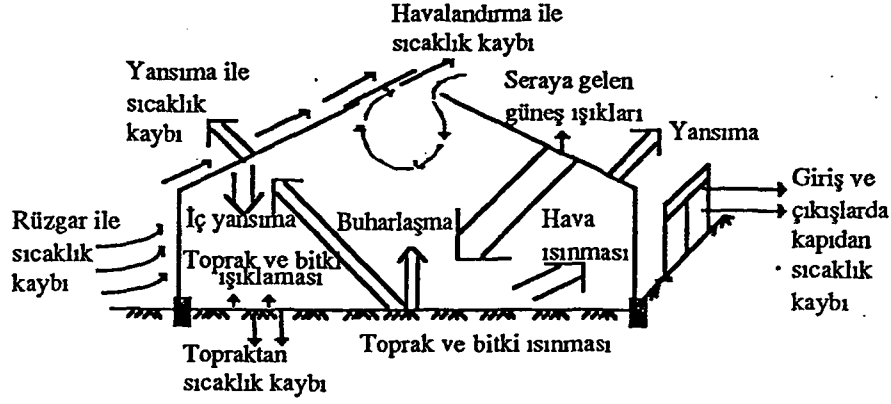 Havalandırma ile
sıcaklık kaybı
Yansıma ile
sıcaklık
kaybı
Seraya gelen
güneş ışıkları
Yansıma
Giriş ve
çıkışlarda
kapıdan
sıcaklık
kaybı
Rüzgar ile
sıcaklık
kaybı
İç yansıma
Buharlaşma
Hava
ısınması
Toprak ve bitki
ışıklaması
Topraktan
sıcaklık kaybı
Toprak ve bitki ısınması